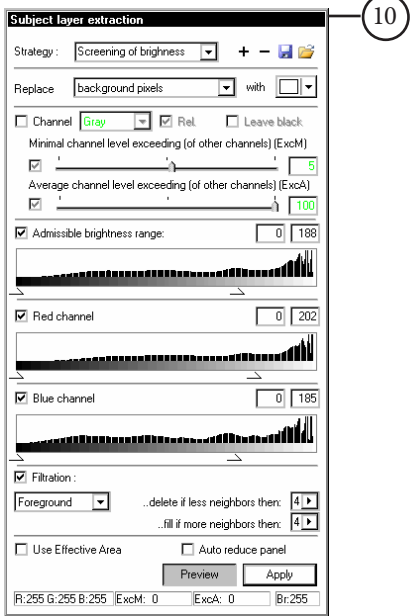 Subject layer extraction
10
Strategy : Screening of brighness + −
Replace background pixels with
Channel Gray Rel. Leave black
Minimal channel level exceeding (of other channels) (ExcM)
5
Average channel level exceeding (of other channels) (ExcA)
100
Admissible brightness range: 0 188
Red channel 0 202
Blue channel 0 185
Filtration :
Foreground ..delete if less neighbors then: 4
..fill if more neighbors then: 4
Use Effective Area Auto reduce panel
Preview Apply
R:255 G:255 B:255 ExcM: 0 ExcA: 0 Br:255